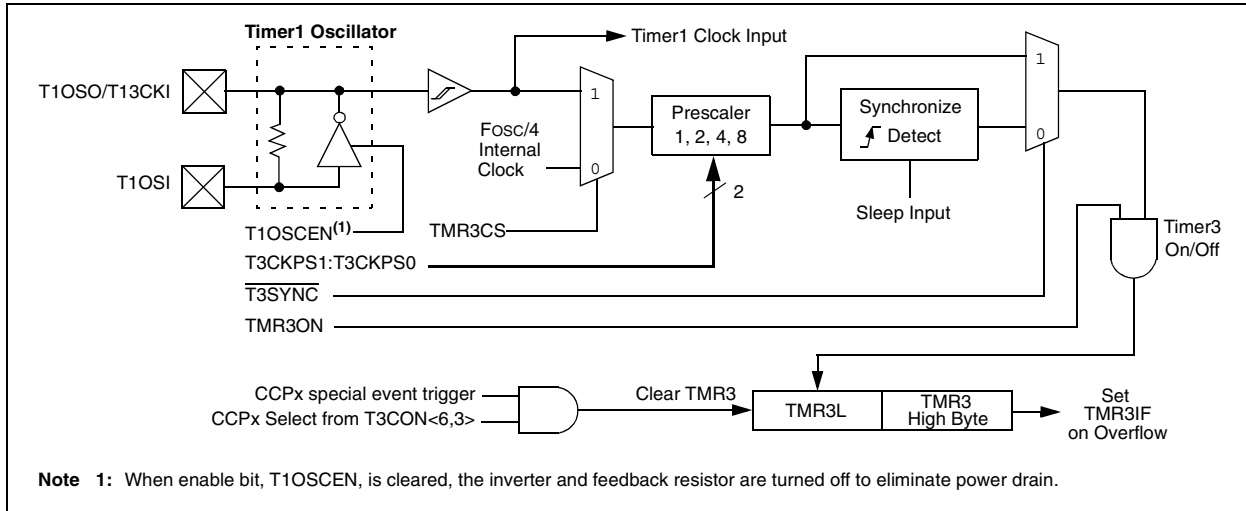 Timer1 Oscillator
Timer1 Clock Input
T1OSO/T13CKI
1
FOSC/4
Internal
Clock
0
Prescaler
1, 2, 4, 8
Synchronize
Detect
1
0
T1OSI
2
Sleep Input
T1OSCEN(1)
TMR3CS
Timer3
On/Off
T3CKPS1:T3CKPS0
T3SYNC
TMR3ON
CCPx special event trigger
CCPx Select from T3CON<6,3>
Clear TMR3
TMR3L
TMR3
High Byte
Set
TMR3IF
on Overflow
Note 1: When enable bit, T1OSCEN, is cleared, the inverter and feedback resistor are turned off to eliminate power drain.